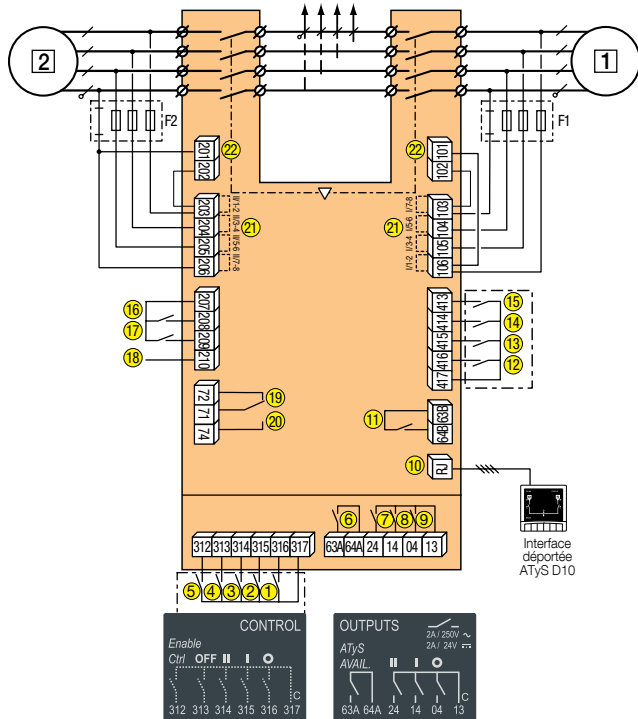 2
1
F2
F1
201
202
22
22
101
102
203
204
205
206
II/1-2
II/3-4
II/5-6
II/7-8
21
21
I/7-8
I/5-6
I/3-4
I/1-2
103
104
105
106
16
17
18
207
208
209
210
413
414
415
416
417
15
14
13
12
72
71
74
19
20
11
63B
64B
10
RJ
Interface
déportée
ATyS D10
6
7
8
9
312
313
314
315
316
317
63A
64A
24
14
04
13
5
4
3
2
1
CONTROL
Enable
Ctrl OFF II I O
C
312 313 314 315 316 317
OUTPUTS
2A / 250V ~
2A / 24V ⎓
ATyS
AVAIL. II I O
C
63A 64A 24 14 04 13